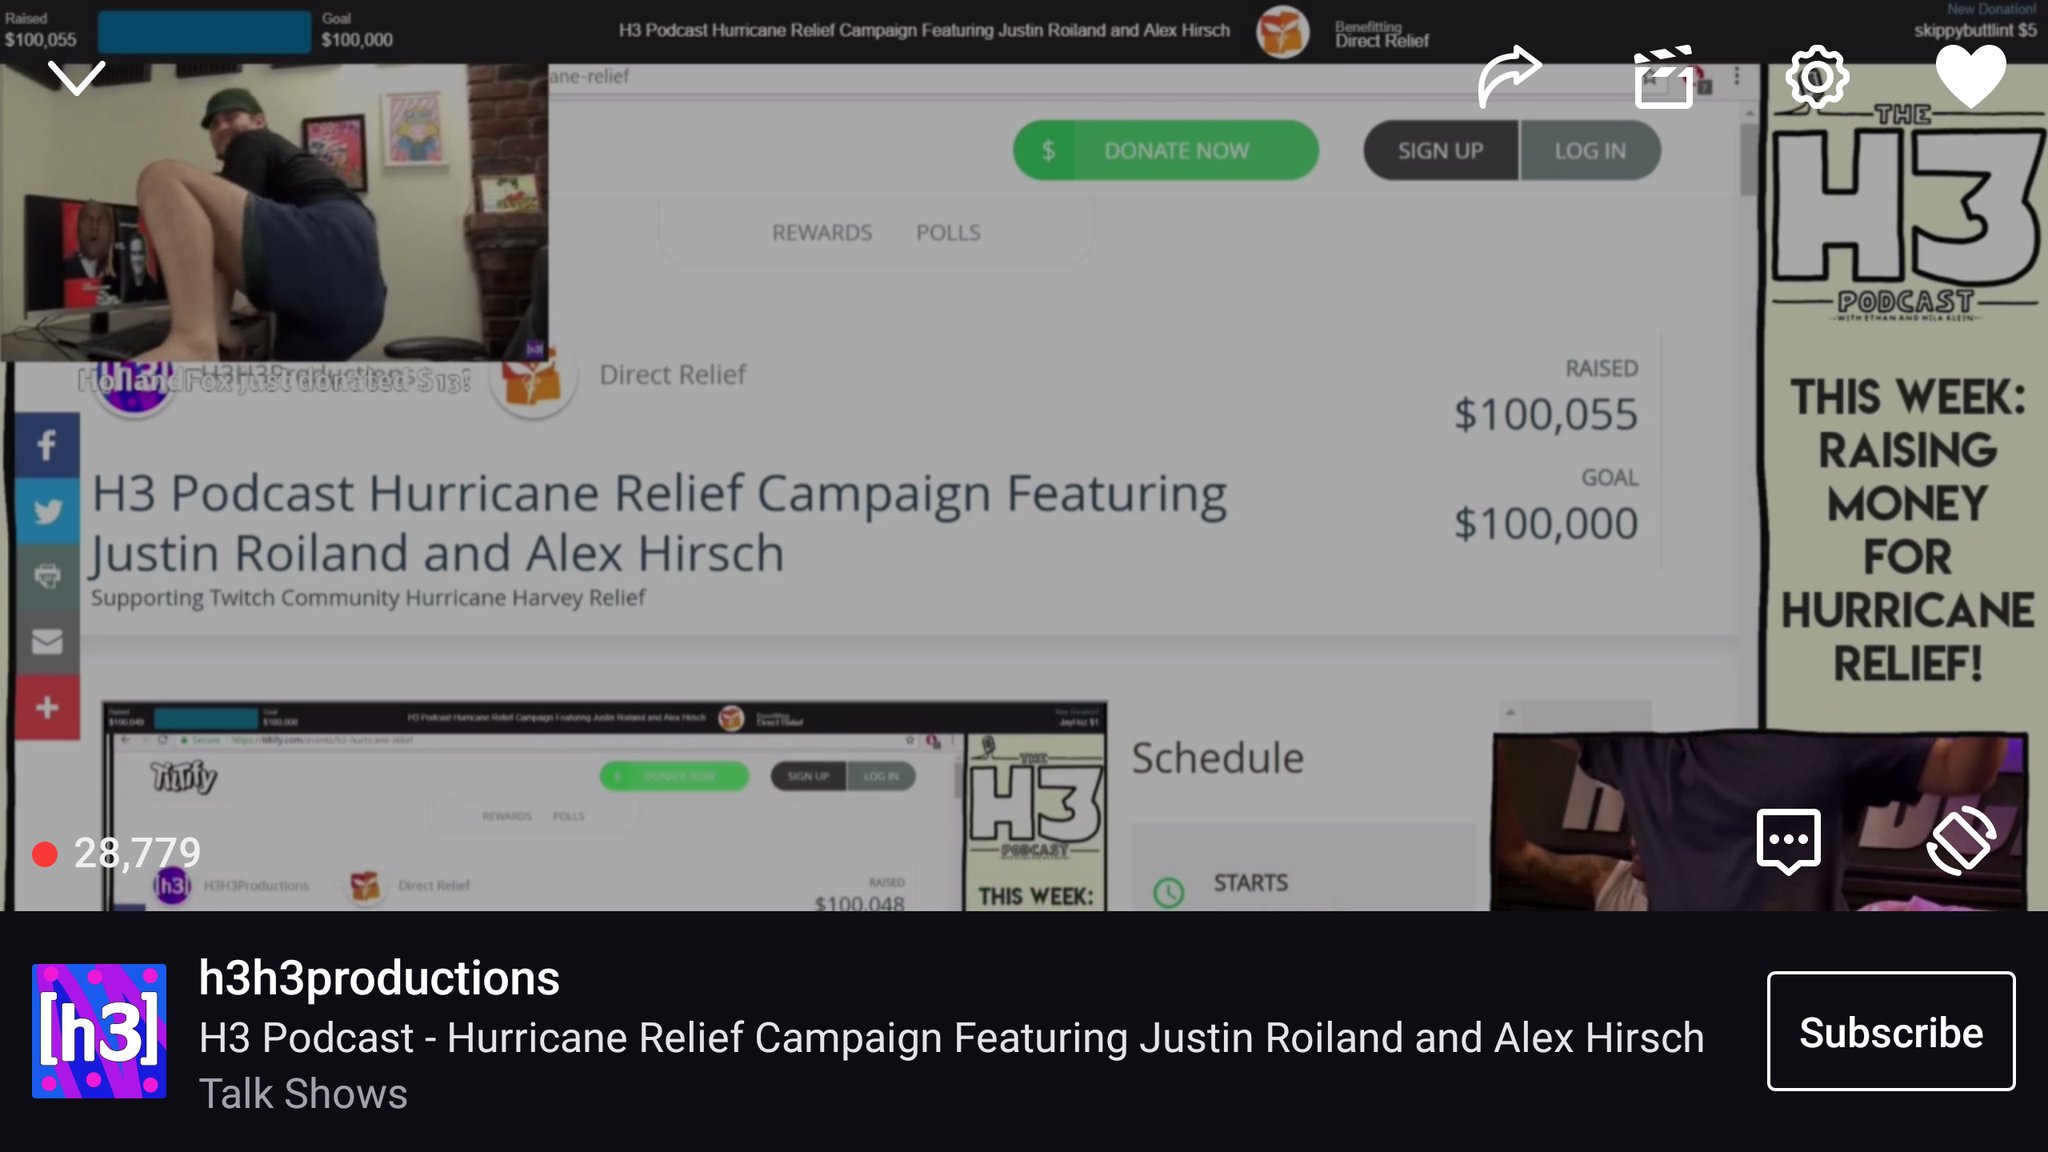 Raised
$100,055
Goal
$100,000
H3 Podcast Hurricane Relief Campaign Featuring Justin Roiland and Alex Hirsch
Benefitting
Direct Relief
New Donation!
skippybuttlint $5
ane-relief
7
$ DONATE NOW
SIGN UP
LOG IN
REWARDS
POLLS
THE
H3
PODCAST
WITH ETHAN AND HILA KLEIN
[h3]
H3H3Productions
HollandFox just donated $13!
Direct Relief
RAISED
$100,055
GOAL
$100,000
H3 Podcast Hurricane Relief Campaign Featuring
Justin Roiland and Alex Hirsch
Supporting Twitch Community Hurricane Harvey Relief
THIS WEEK:
RAISING
MONEY
FOR
HURRICANE
RELIEF!
Raised
$100,048
Goal
$100,000
H3 Podcast Hurricane Relief Campaign Featuring Justin Roiland and Alex Hirsch
Benefitting
Direct Relief
New Donation!
Secure
https://tiltify.com/events/h3-hurricane-relief
Tiltify
$ DONATE NOW
SIGN UP
LOG IN
REWARDS
POLLS
THE
H3
PODCAST
[h3]
H3H3Productions
Direct Relief
RAISED
$100,048
THIS WEEK:
Schedule
STARTS
28,779
[h3]
h3h3productions
H3 Podcast - Hurricane Relief Campaign Featuring Justin Roiland and Alex Hirsch
Talk Shows
Subscribe